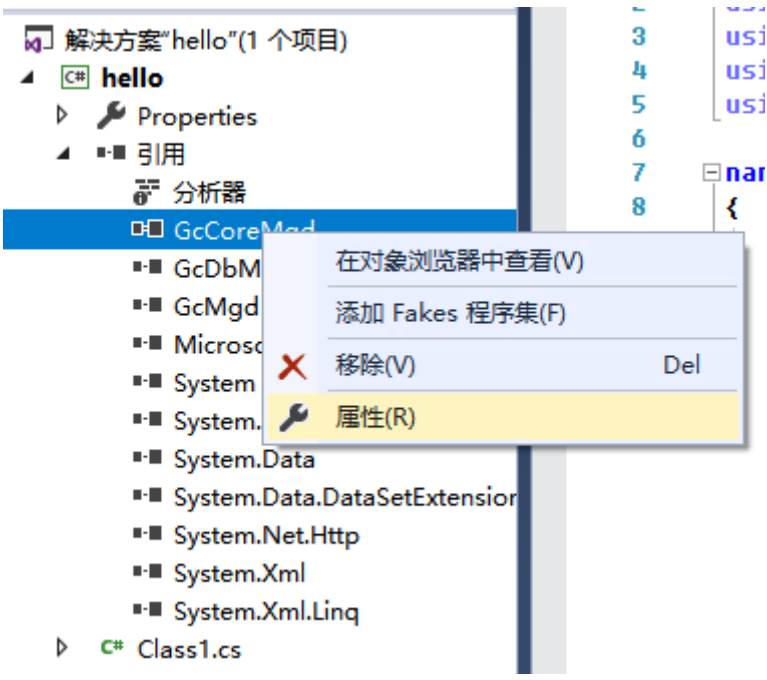 解决方案"hello"(1 个项目)
C# hello
Properties
引用
分析器
GcCoreMgd
GcDbM
GcMgd
Microsc
System
System.
System.Data
System.Data.DataSetExtension
System.Net.Http
System.Xml
System.Xml.Linq
C# Class1.cs
在对象浏览器中查看(V)
添加 Fakes 程序集(F)
移除(V) Del
属性(R)
3 usi
4 usi
5 usi
6
7 nar
8 {